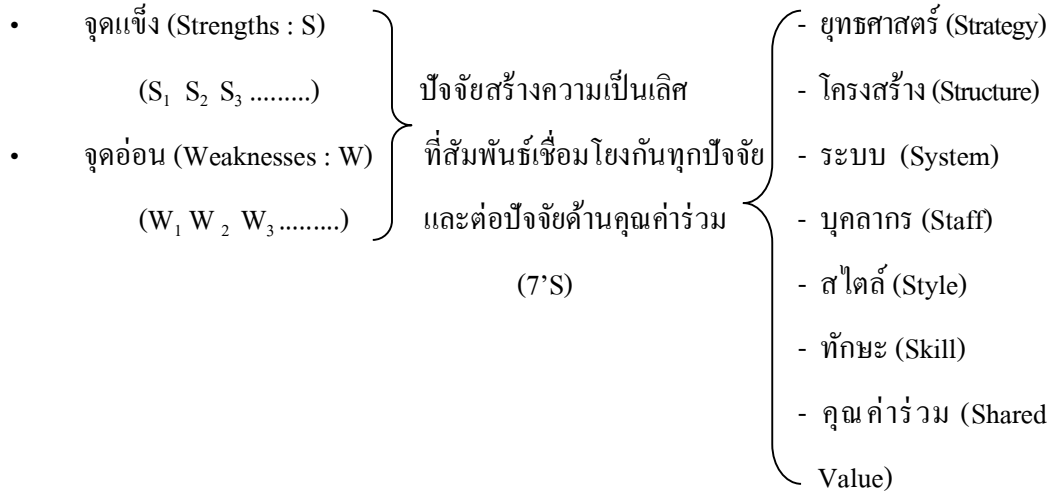 • จุดแข็ง (Strengths : S)
(S₁ S₂ S₃ .........)
• จุดอ่อน (Weaknesses : W)
(W₁ W ₂ W₃ .........)
ปัจจัยสร้างความเป็นเลิศ
ที่สัมพันธ์เชื่อมโยงกันทุกปัจจัย
และต่อปัจจัยด้านคุณค่าร่วม
(7’S)
- ยุทธศาสตร์ (Strategy)
- โครงสร้าง (Structure)
- ระบบ (System)
- บุคลากร (Staff)
- สไตล์ (Style)
- ทักษะ (Skill)
- คุณค่าร่วม (Shared
Value)